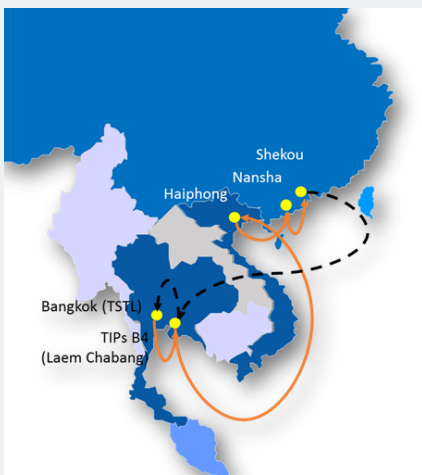 Shekou
Nansha
Haiphong
Bangkok (TSTL)
TIPs B4
(Laem Chabang)